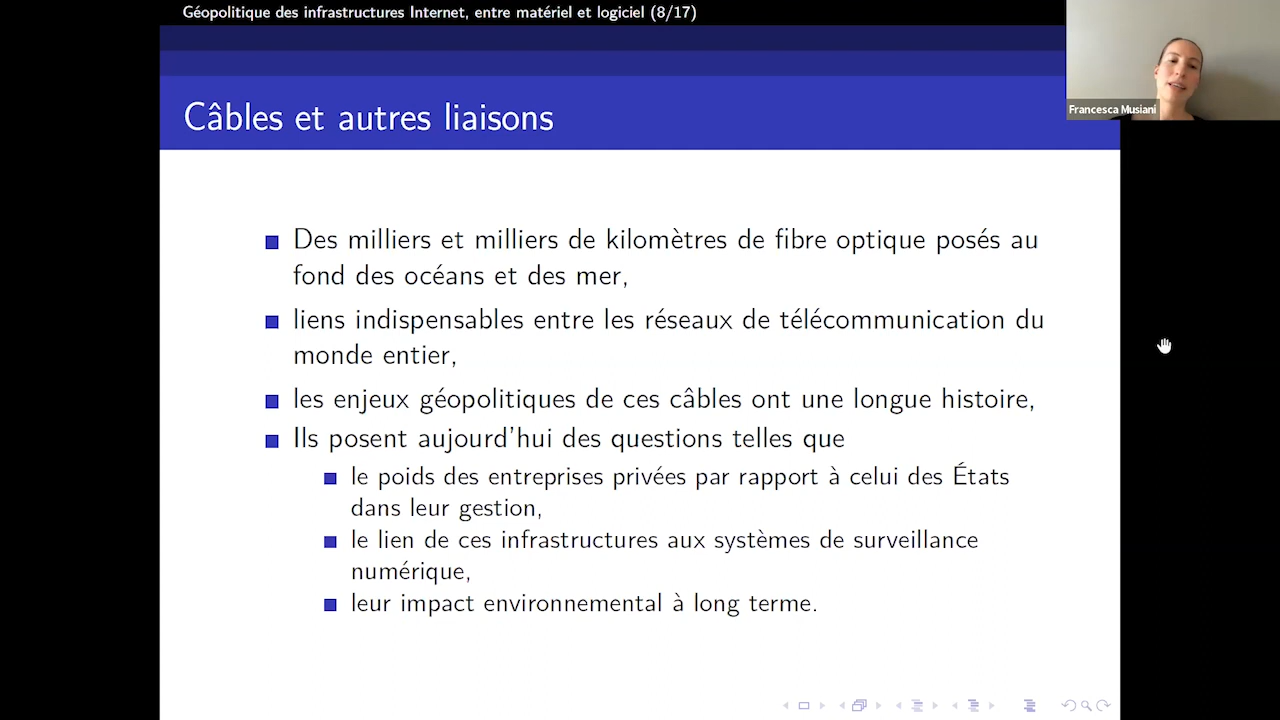 Géopolitique des infrastructures Internet, entre matériel et logiciel (8/17)
Francesca Musiani
Câbles et autres liaisons
Des milliers et milliers de kilomètres de fibre optique posés au
fond des océans et des mer,
liens indispensables entre les réseaux de télécommunication du
monde entier,
les enjeux géopolitiques de ces câbles ont une longue histoire,
Ils posent aujourd'hui des questions telles que
le poids des entreprises privées par rapport à celui des États
dans leur gestion,
le lien de ces infrastructures aux systèmes de surveillance
numérique,
leur impact environnemental à long terme.